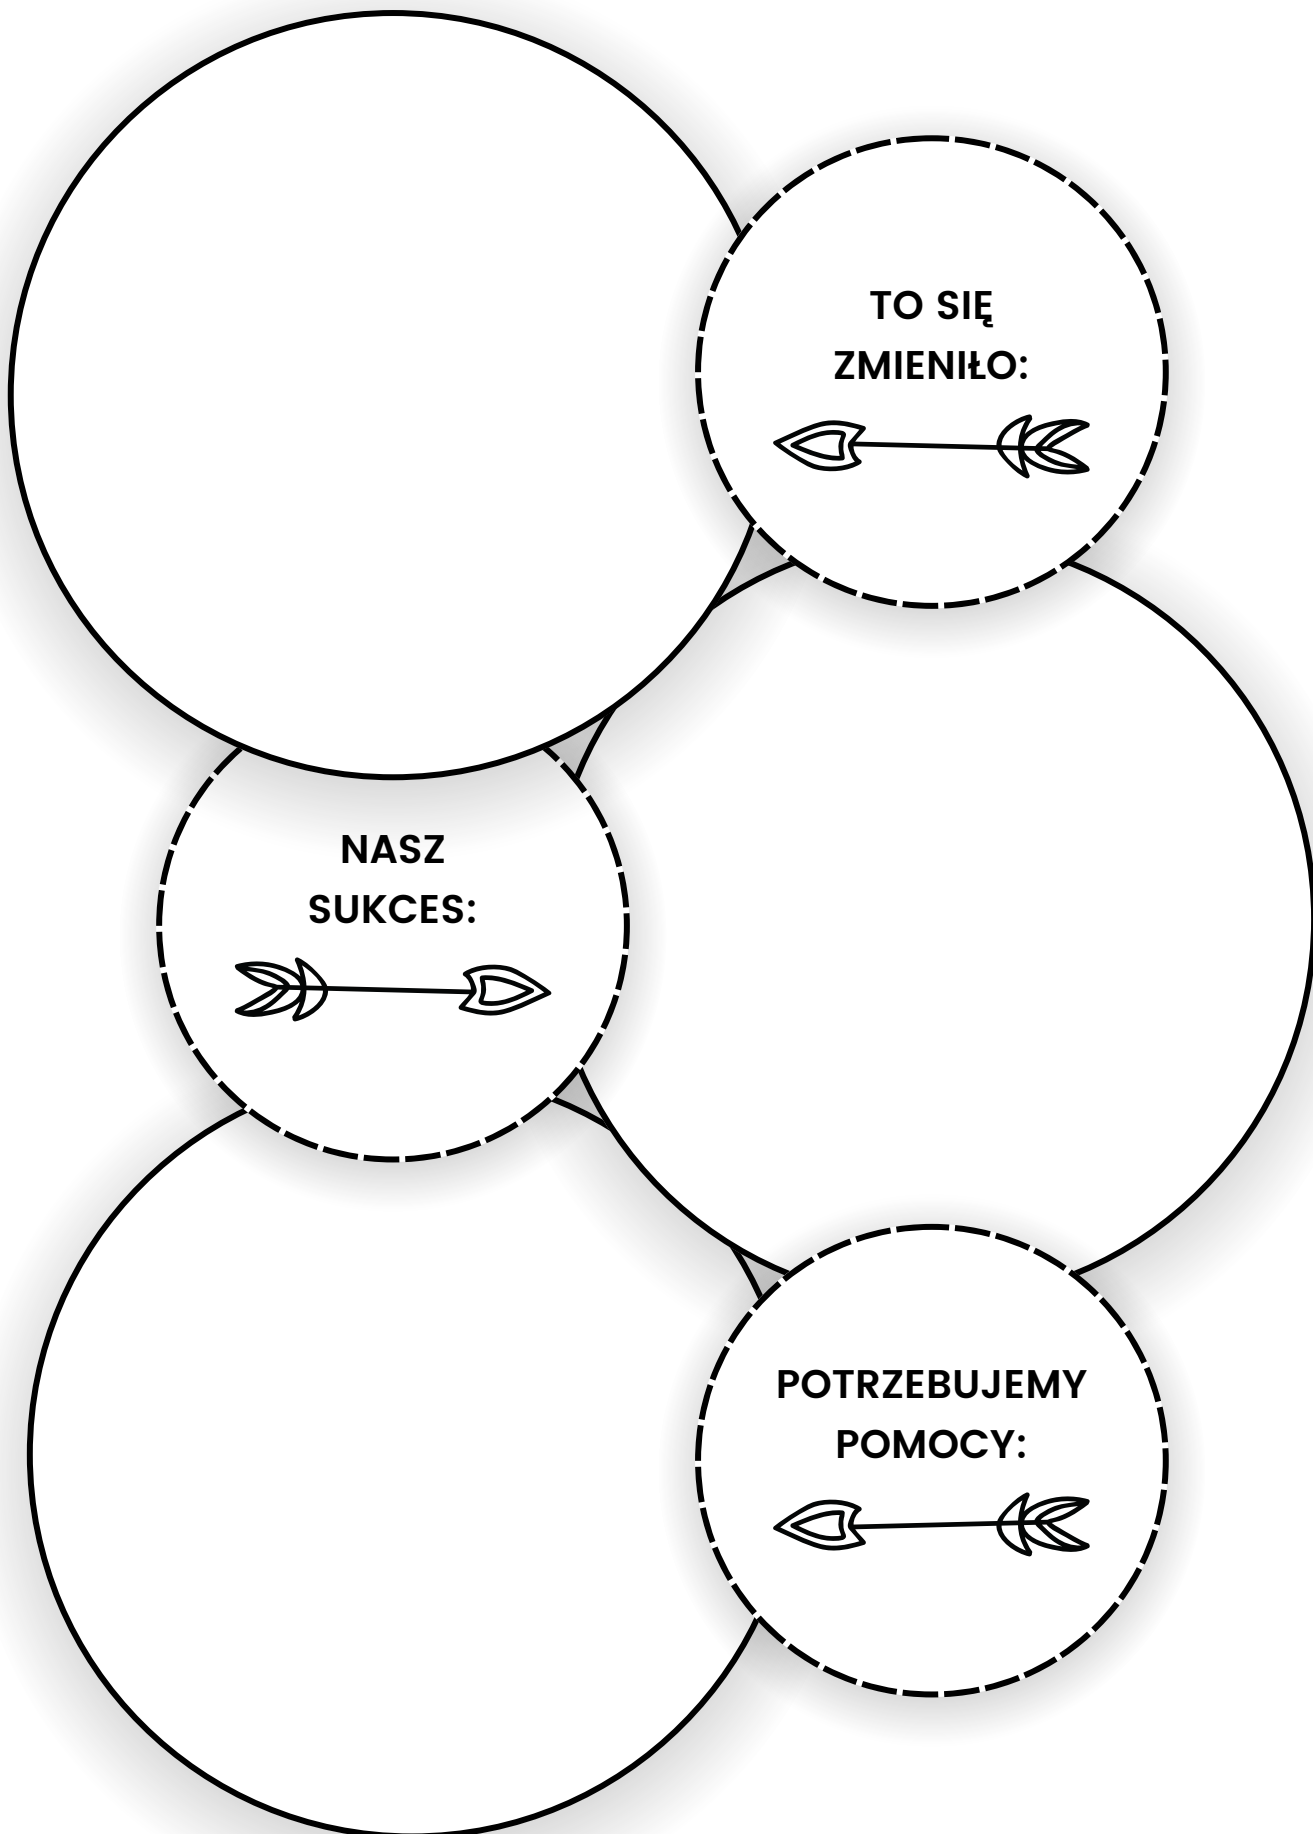 TO SIĘ
ZMIENIŁO:
NASZ
SUKCES:
POTRZEBUJEMY
POMOCY: